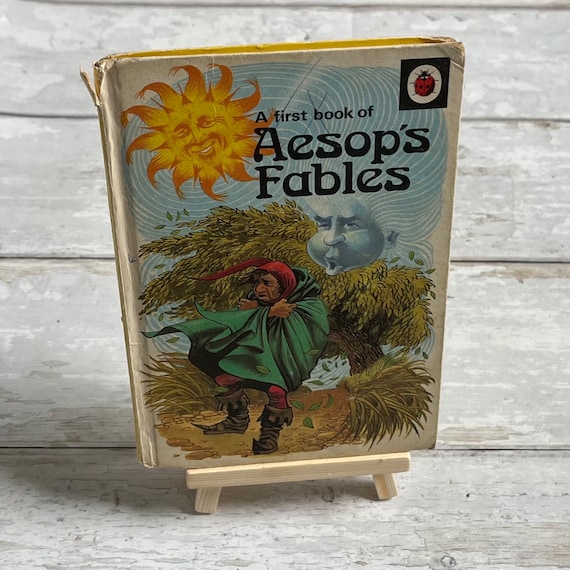 A first book of
Aesop's
Fables